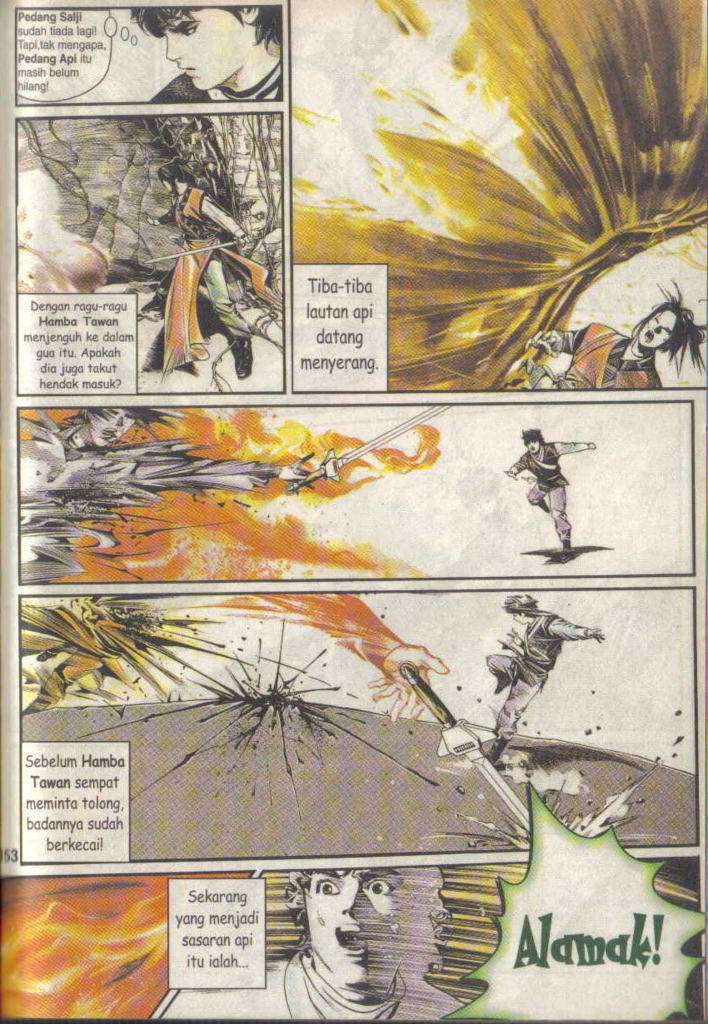 Pedang Salji
sudah tiada lagi!
Tapi,tak mengapa,
Pedang Api itu
masih belum
hilang!
Dengan ragu-ragu
Hamba Tawan
menjenguh ke dalam
gua itu. Apakah
dia juga takut
hendak masuk?
Tiba-tiba
lautan api
datang
menyerang.
Sebelum Hamba
Tawan sempat
meminta tolong,
badannya sudah
berkecai!
53
Sekarang
yang menjadi
sasaran api
itu ialah...
Alamak!